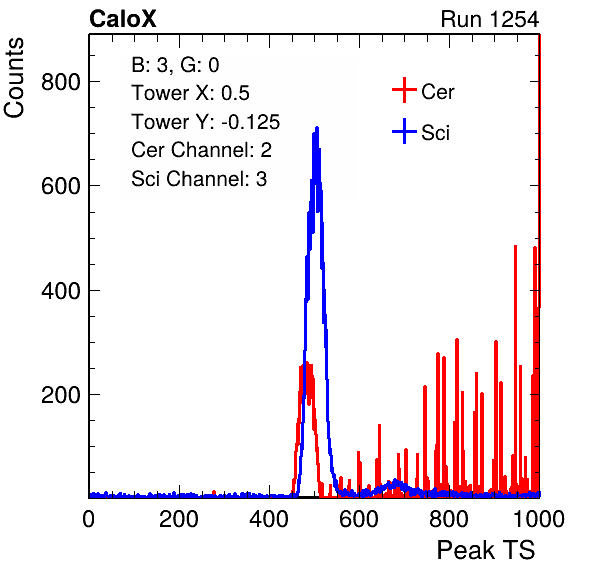 CaloX
Run 1254
Counts
B: 3, G: 0
Tower X: 0.5
Tower Y: -0.125
Cer Channel: 2
Sci Channel: 3
Cer
Sci
800
600
400
200
0
200
400
600
800
1000
Peak TS